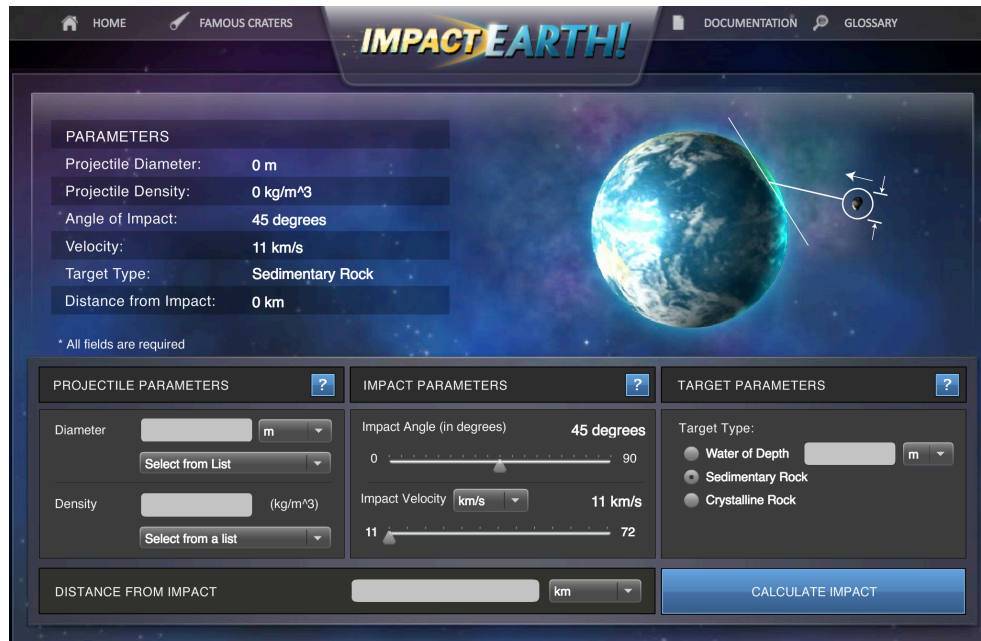 HOME FAMOUS CRATERS IMPACT EARTH! DOCUMENTATION GLOSSARY
PARAMETERS
Projectile Diameter: 0 m
Projectile Density: 0 kg/m^3
Angle of Impact: 45 degrees
Velocity: 11 km/s
Target Type: Sedimentary Rock
Distance from Impact: 0 km
* All fields are required
PROJECTILE PARAMETERS ?
Diameter m
Select from List
Density (kg/m^3)
Select from a list
IMPACT PARAMETERS ?
Impact Angle (in degrees) 45 degrees
0 90
Impact Velocity km/s 11 km/s
11 72
TARGET PARAMETERS ?
Target Type:
Water of Depth m
Sedimentary Rock
Crystalline Rock
DISTANCE FROM IMPACT km
CALCULATE IMPACT